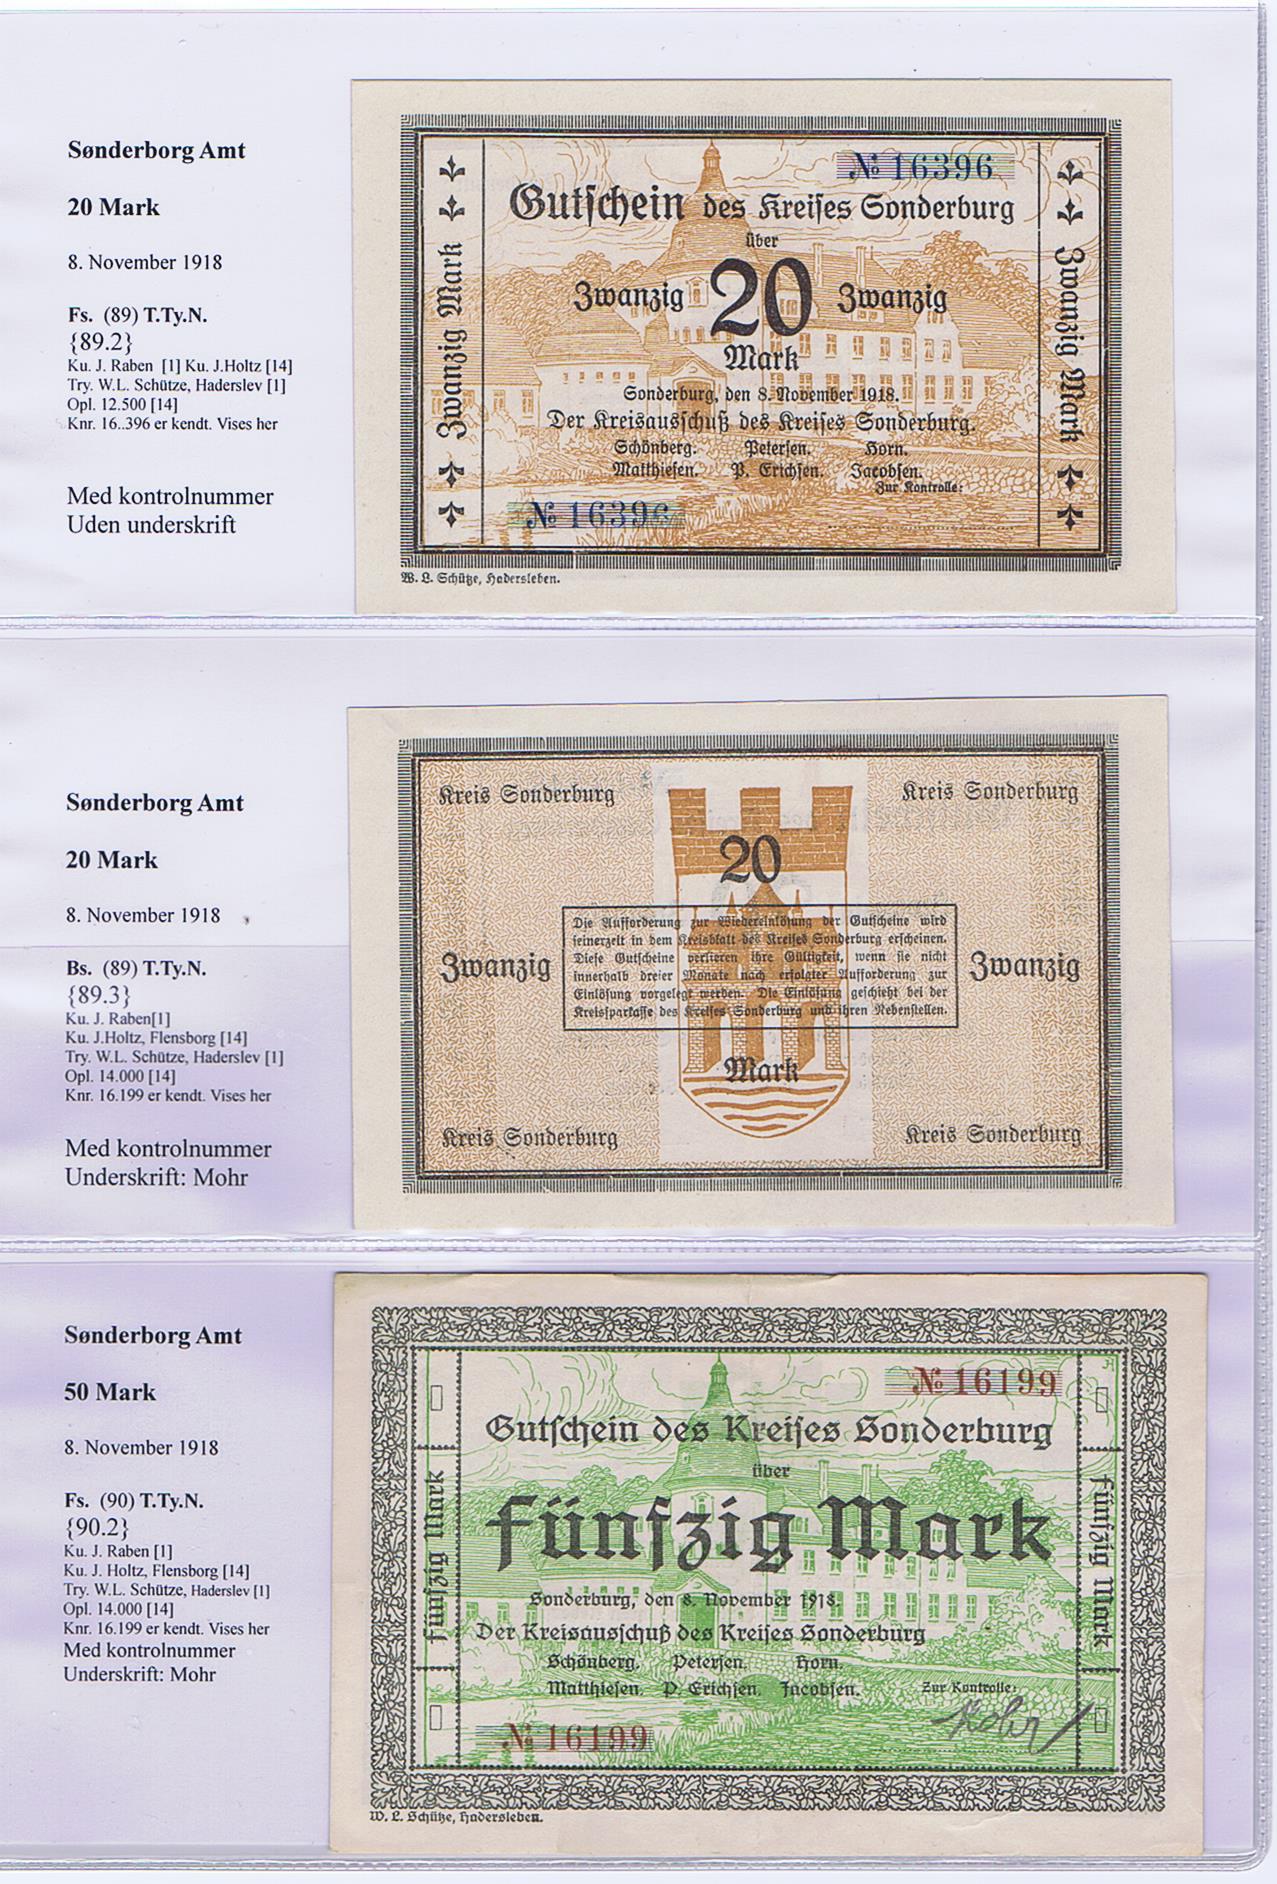 Sønderborg Amt
20 Mark
8. November 1918
Fs. (89) T.Ty.N.
{89.2}
Ku. J. Raben [1] Ku. J.Holtz [14]
Try. W.L. Schütze, Haderslev [1]
Opl. 12.500 [14]
Knr. 16..396 er kendt. Vises her
Med kontrolnummer
Uden underskrift
№ 16396
Gutschein des Kreises Sonderburg
über
Zwanzig 20 Zwanzig
Mark
Sonderburg, den 8. November 1918.
Der Kreisausschuß des Kreises Sonderburg.
Schönberg. Petersen. Horn.
Matthiesen. P. Erichsen. Jacobsen.
Zur Kontrolle:
№ 16396
Zwanzig Mark
Zwanzig Mark
W. L. Schütze, Hadersleben.
Sønderborg Amt
20 Mark
8. November 1918
Bs. (89) T.Ty.N.
{89.3}
Ku. J. Raben[1]
Ku. J.Holtz, Flensborg [14]
Try. W.L. Schütze, Haderslev [1]
Opl. 14.000 [14]
Knr. 16.199 er kendt. Vises her
Med kontrolnummer
Underskrift: Mohr
Kreis Sonderburg Kreis Sonderburg
20
Die Aufforderung zur Wiedereinlösung der Gutscheine wird
seinerzeit in dem Kreisblatt des Kreises Sonderburg erscheinen.
Diese Gutscheine verlieren ihre Gültigkeit, wenn sie nicht
innerhalb dreier Monate nach erfolgter Aufforderung zur
Einlösung vorgelegt werden. Die Einlösung geschieht bei der
Kreissparkasse des Kreises Sonderburg und ihren Nebenstellen.
Zwanzig Zwanzig
Mark
Kreis Sonderburg Kreis Sonderburg
Sønderborg Amt
50 Mark
8. November 1918
Fs. (90) T.Ty.N.
{90.2}
Ku. J. Raben [1]
Ku. J. Holtz, Flensborg [14]
Try. W.L. Schütze, Haderslev [1]
Opl. 14.000 [14]
Knr. 16.199 er kendt. Vises her
Med kontrolnummer
Underskrift: Mohr
№ 16199
Gutschein des Kreises Sonderburg
über
Fünfzig Mark
Sonderburg, den 8. November 1918.
Der Kreisausschuß des Kreises Sonderburg
Schönberg. Petersen. Horn.
Matthiesen. P. Erichsen. Jacobsen.
Zur Kontrolle:
Mohr
№ 16199
Fünfzig Mark
Fünfzig Mark
W. L. Schütze, Hadersleben.